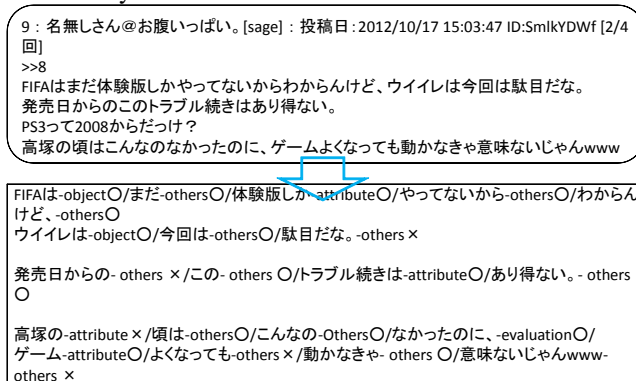 9 : 名無しさん@お腹いっぱい。[sage] : 投稿日:2012/10/17 15:03:47 ID:SmlkYDWf [2/4
回]
>>8
FIFAはまだ体験版しかやってないからわからんけど、ウイイレは今回は駄目だな。
発売日からのこのトラブル続きはあり得ない。
PS3って2008からだっけ?
高塚の頃はこんなのなかったのに、ゲームよくなっても動かなきゃ意味ないじゃんwww
FIFAは-object○/まだ-others○/体験版しか-attribute○/やってないから-others○/わからん
けど、-others○
ウイイレは-object○/今回は-others○/駄目だな。-others×
発売日からの- others ×/この- others ○/トラブル続きは-attribute○/あり得ない。- others
○
高塚の-attribute×/頃は-others○/こんなの-Others○/なかったのに、-evaluation○/
ゲーム-attribute○/よくなっても-others×/動かなきゃ- others ○/意味ないじゃんwww-
others ×